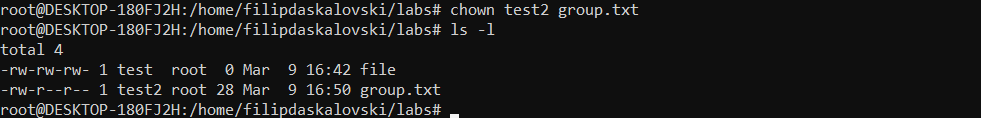 root@DESKTOP-180FJ2H:/home/filipdaskalovski/labs# chown test2 group.txt
root@DESKTOP-180FJ2H:/home/filipdaskalovski/labs# ls -l
total 4
-rw-rw-rw- 1 test  root  0 Mar  9 16:42 file
-rw-r--r-- 1 test2 root 28 Mar  9 16:50 group.txt
root@DESKTOP-180FJ2H:/home/filipdaskalovski/labs#